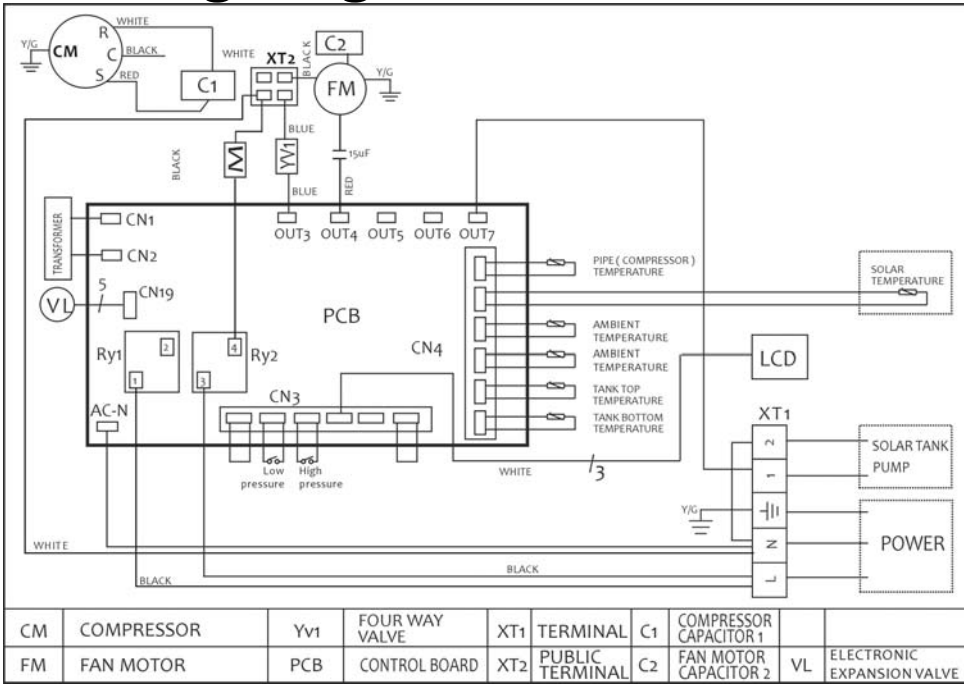 WHITE
R
Y/G
CM
C
BLACK
S
RED
C1
WHITE
XT2
BLACK
C2
FM
Y/G
BLUE
BLACK
M
YV1
15uF
BLUE
RED
TRANSFORMER
CN1
CN2
OUT3
OUT4
OUT5
OUT6
OUT7
VL
5
CN19
PCB
PIPE ( COMPRESSOR )
TEMPERATURE
SOLAR
TEMPERATURE
AMBIENT
TEMPERATURE
AMBIENT
TEMPERATURE
TANK TOP
TEMPERATURE
TANK BOTTOM
TEMPERATURE
CN4
LCD
Ry1
2
1
4
Ry2
3
AC-N
CN3
Low
pressure
High
pressure
WHITE
3
XT1
2
1
N
L
SOLAR TANK
PUMP
Y/G
POWER
WHITE
BLACK
BLACK
CM COMPRESSOR Yv1 FOUR WAY VALVE XT1 TERMINAL C1 COMPRESSOR CAPACITOR 1
FM FAN MOTOR PCB CONTROL BOARD XT2 PUBLIC TERMINAL C2 FAN MOTOR CAPACITOR 2 VL ELECTRONIC EXPANSION VALVE